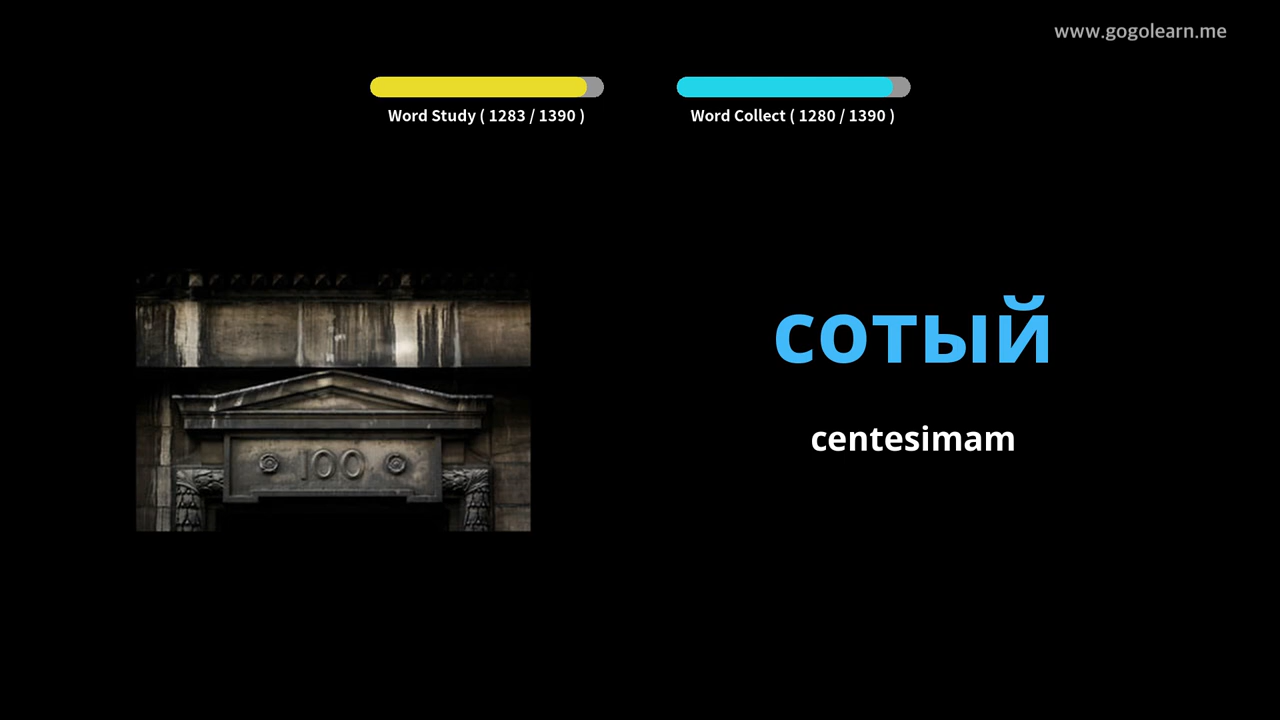 www.gogolearn.me
Word Study ( 1283 / 1390 )
Word Collect ( 1280 / 1390 )
100
сотый
centesimam